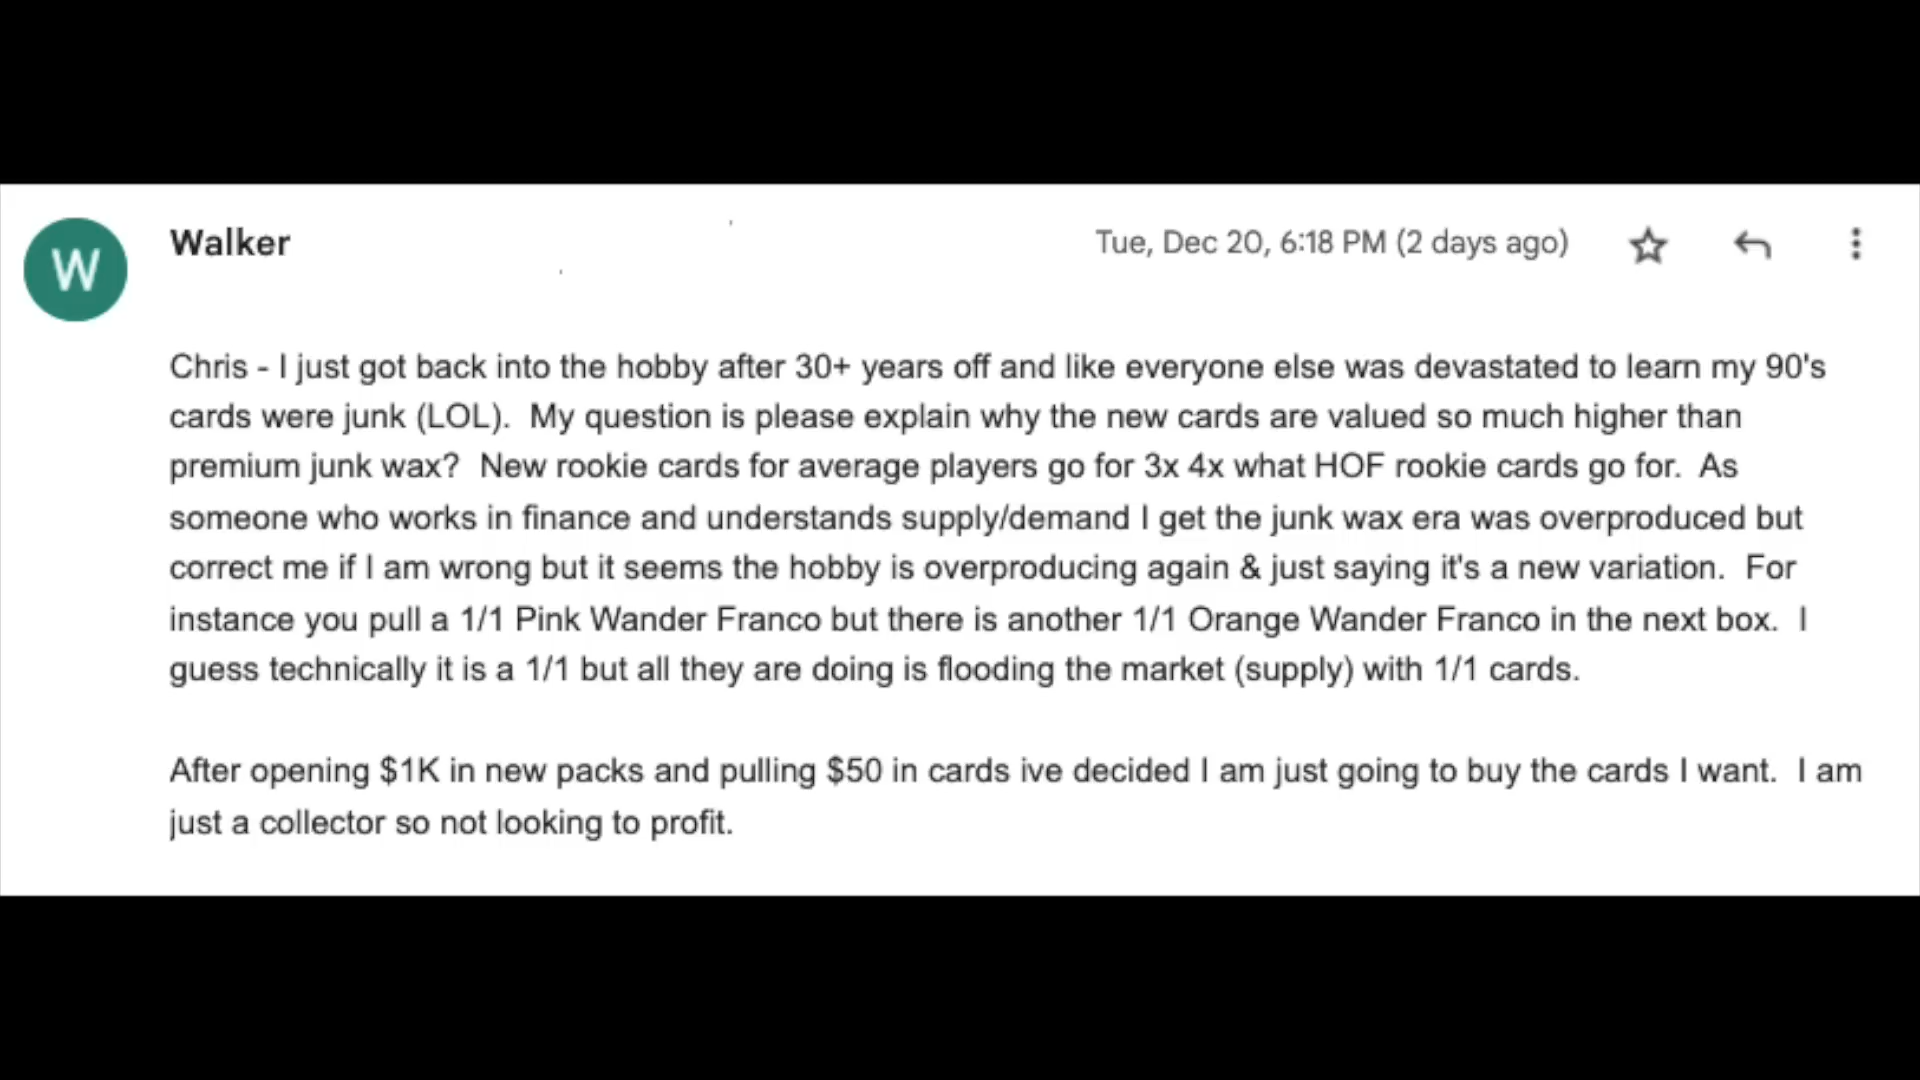 W
Walker
Tue, Dec 20, 6:18 PM (2 days ago)
Chris - I just got back into the hobby after 30+ years off and like everyone else was devastated to learn my 90's
cards were junk (LOL).  My question is please explain why the new cards are valued so much higher than
premium junk wax?  New rookie cards for average players go for 3x 4x what HOF rookie cards go for.  As
someone who works in finance and understands supply/demand I get the junk wax era was overproduced but
correct me if I am wrong but it seems the hobby is overproducing again & just saying it's a new variation.  For
instance you pull a 1/1 Pink Wander Franco but there is another 1/1 Orange Wander Franco in the next box.  I
guess technically it is a 1/1 but all they are doing is flooding the market (supply) with 1/1 cards.
After opening $1K in new packs and pulling $50 in cards ive decided I am just going to buy the cards I want.  I am
just a collector so not looking to profit.